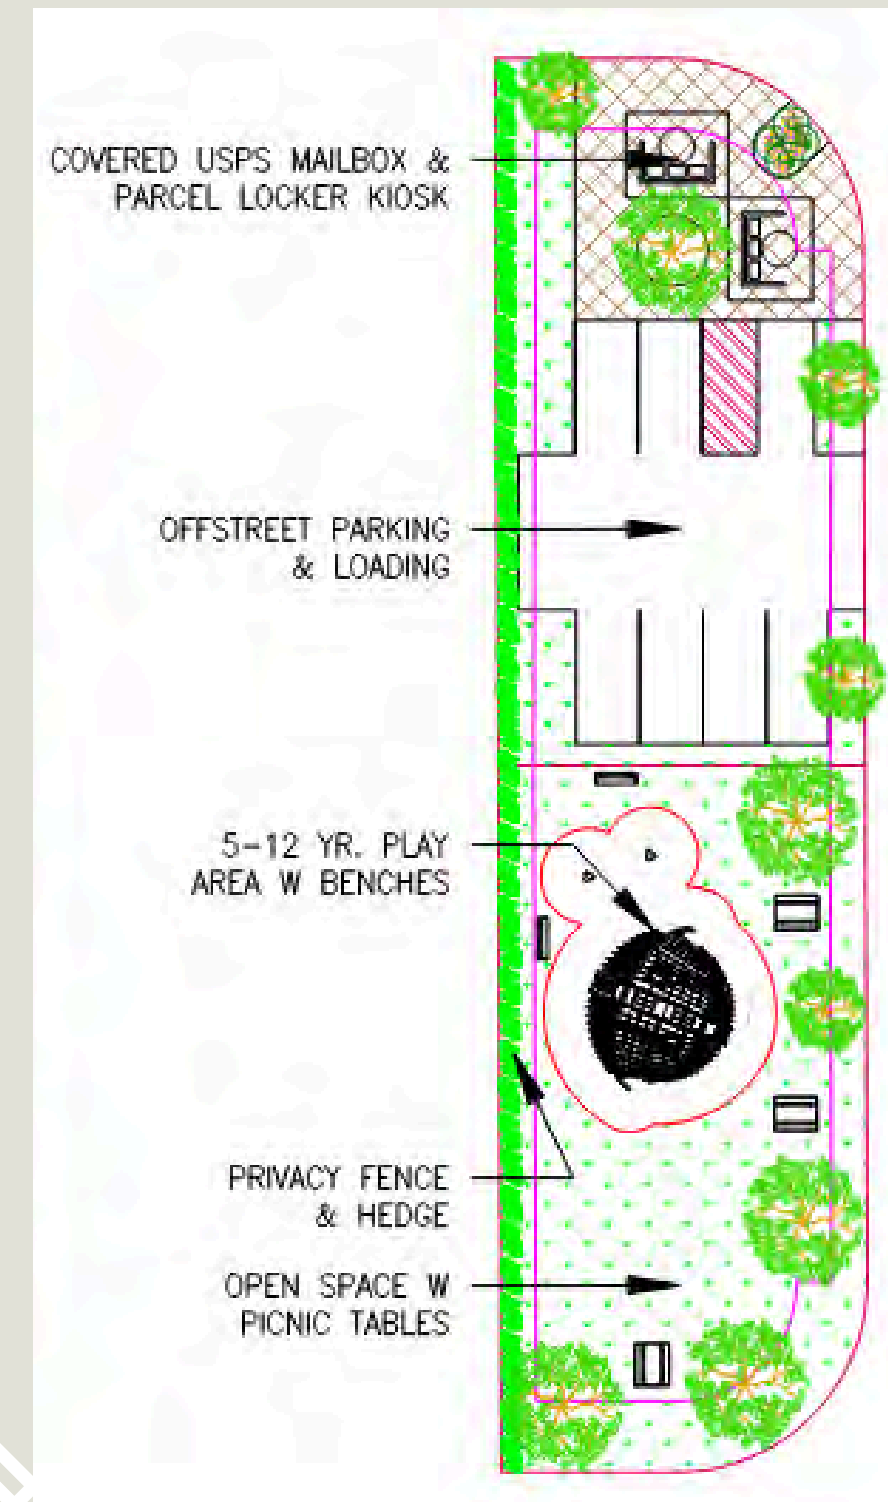 COVERED USPS MAILBOX &
PARCEL LOCKER KIOSK
OFFSTREET PARKING
& LOADING
5-12 YR. PLAY
AREA W BENCHES
PRIVACY FENCE
& HEDGE
OPEN SPACE W
PICNIC TABLES